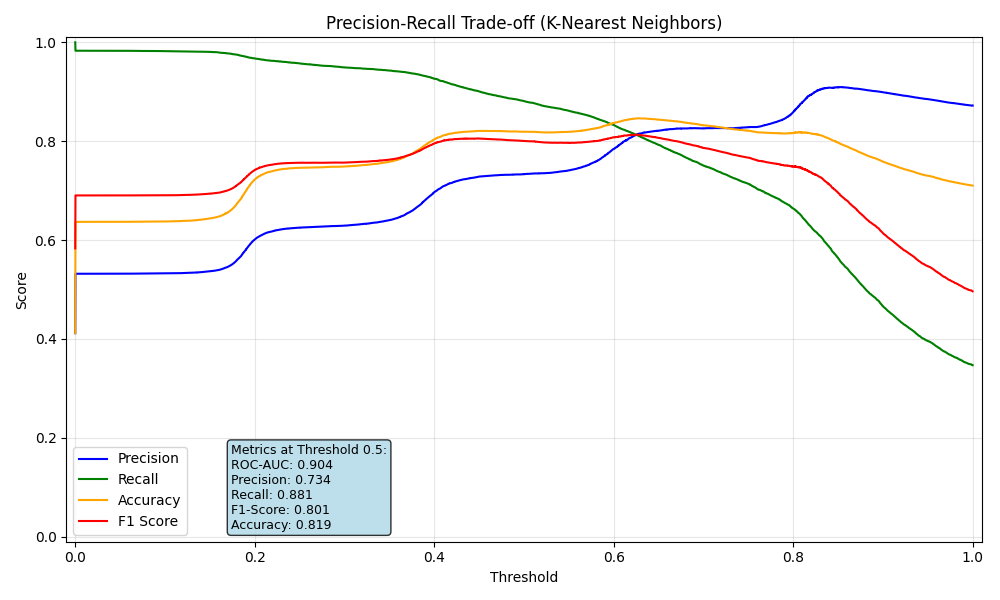 Precision-Recall Trade-off (K-Nearest Neighbors)
Score
1.0
0.8
0.6
0.4
0.2
0.0
Precision
Recall
Accuracy
F1 Score
Metrics at Threshold 0.5:
ROC-AUC: 0.904
Precision: 0.734
Recall: 0.881
F1-Score: 0.801
Accuracy: 0.819
0.0 0.2 0.4 0.6 0.8 1.0
Threshold